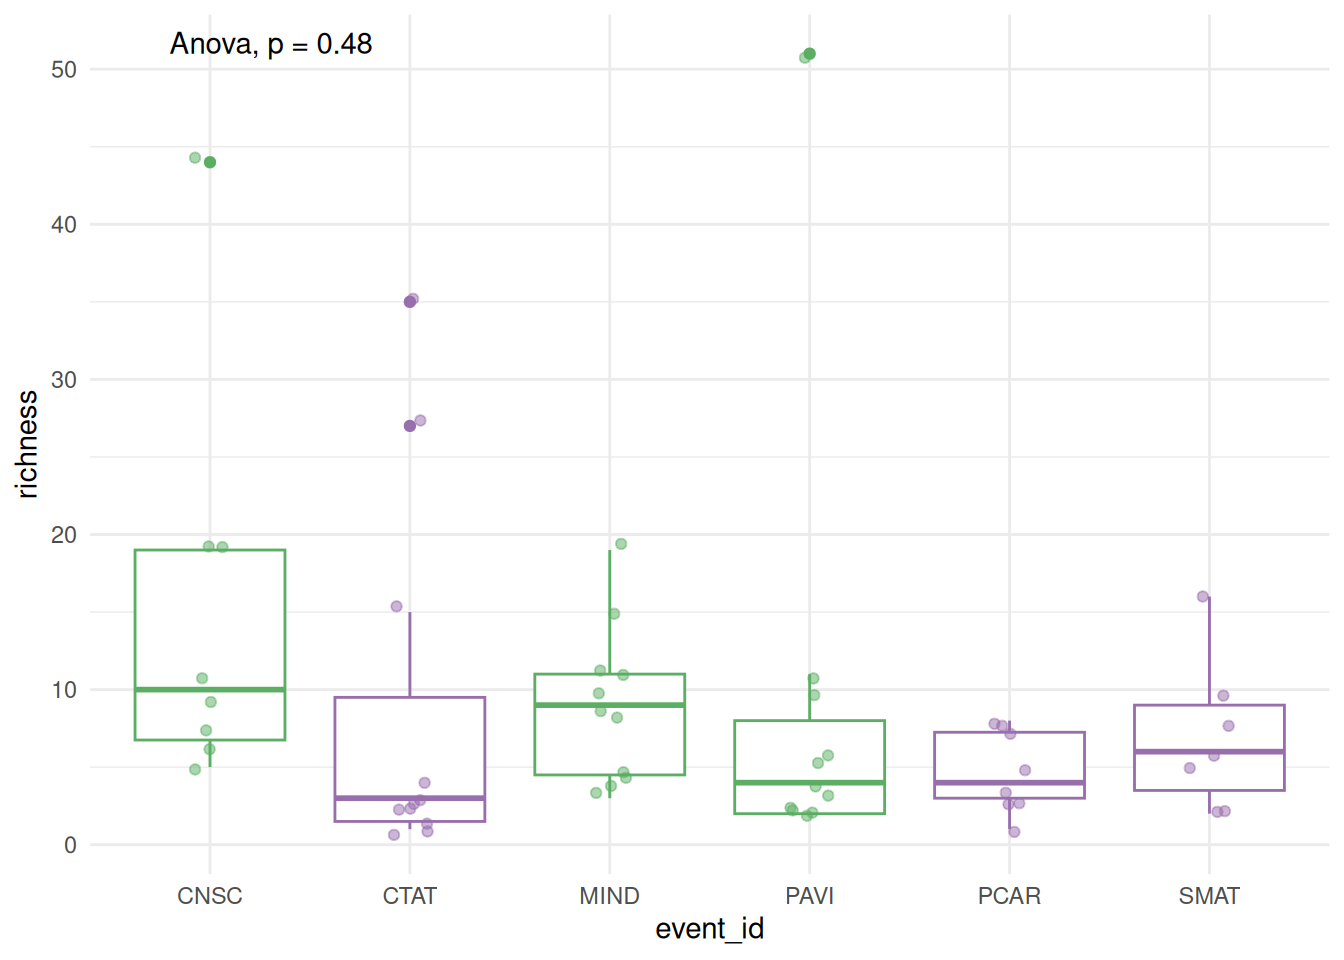 Anova, p = 0.48
50
40
30
20
10
0
richness
CNSC CTAT MIND PAVI PCAR SMAT
event_id